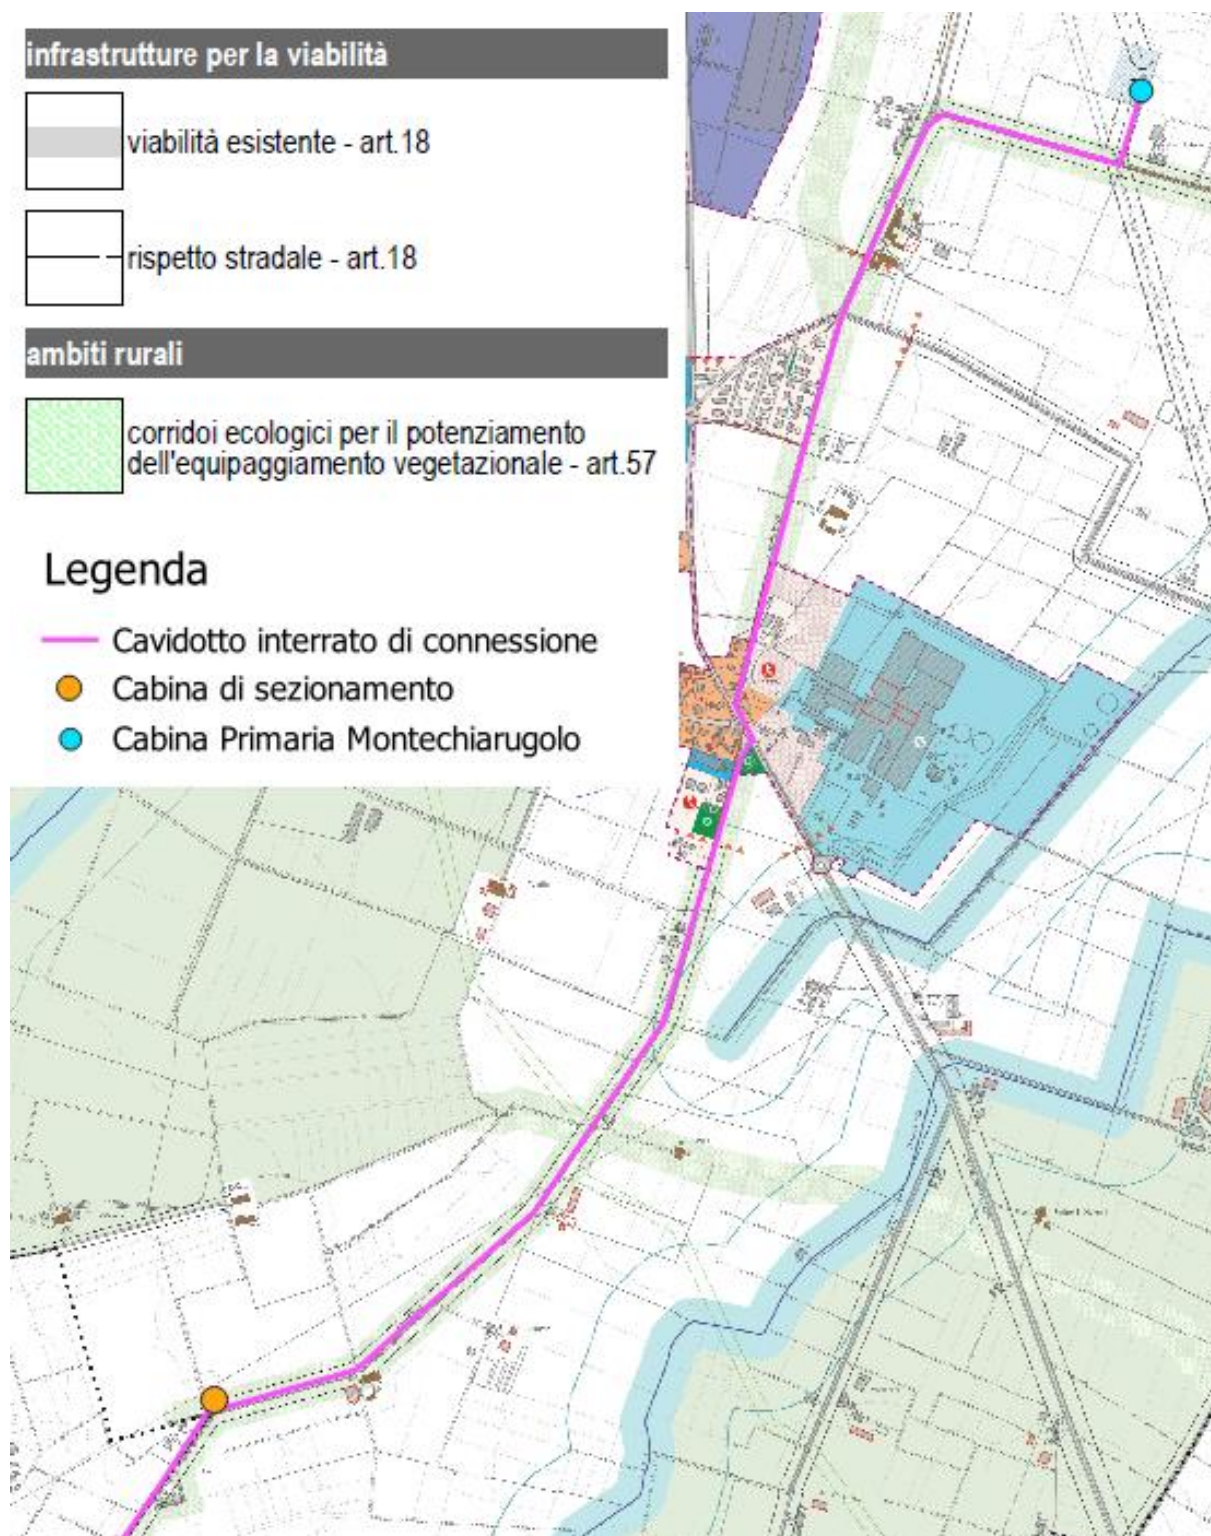 infrastrutture per la viabilità
viabilità esistente - art.18
rispetto stradale - art.18
ambiti rurali
corridoi ecologici per il potenziamento
dell'equipaggiamento vegetazionale - art.57
Legenda
Cavidotto interrato di connessione
Cabina di sezionamento
Cabina Primaria Montechiarugolo